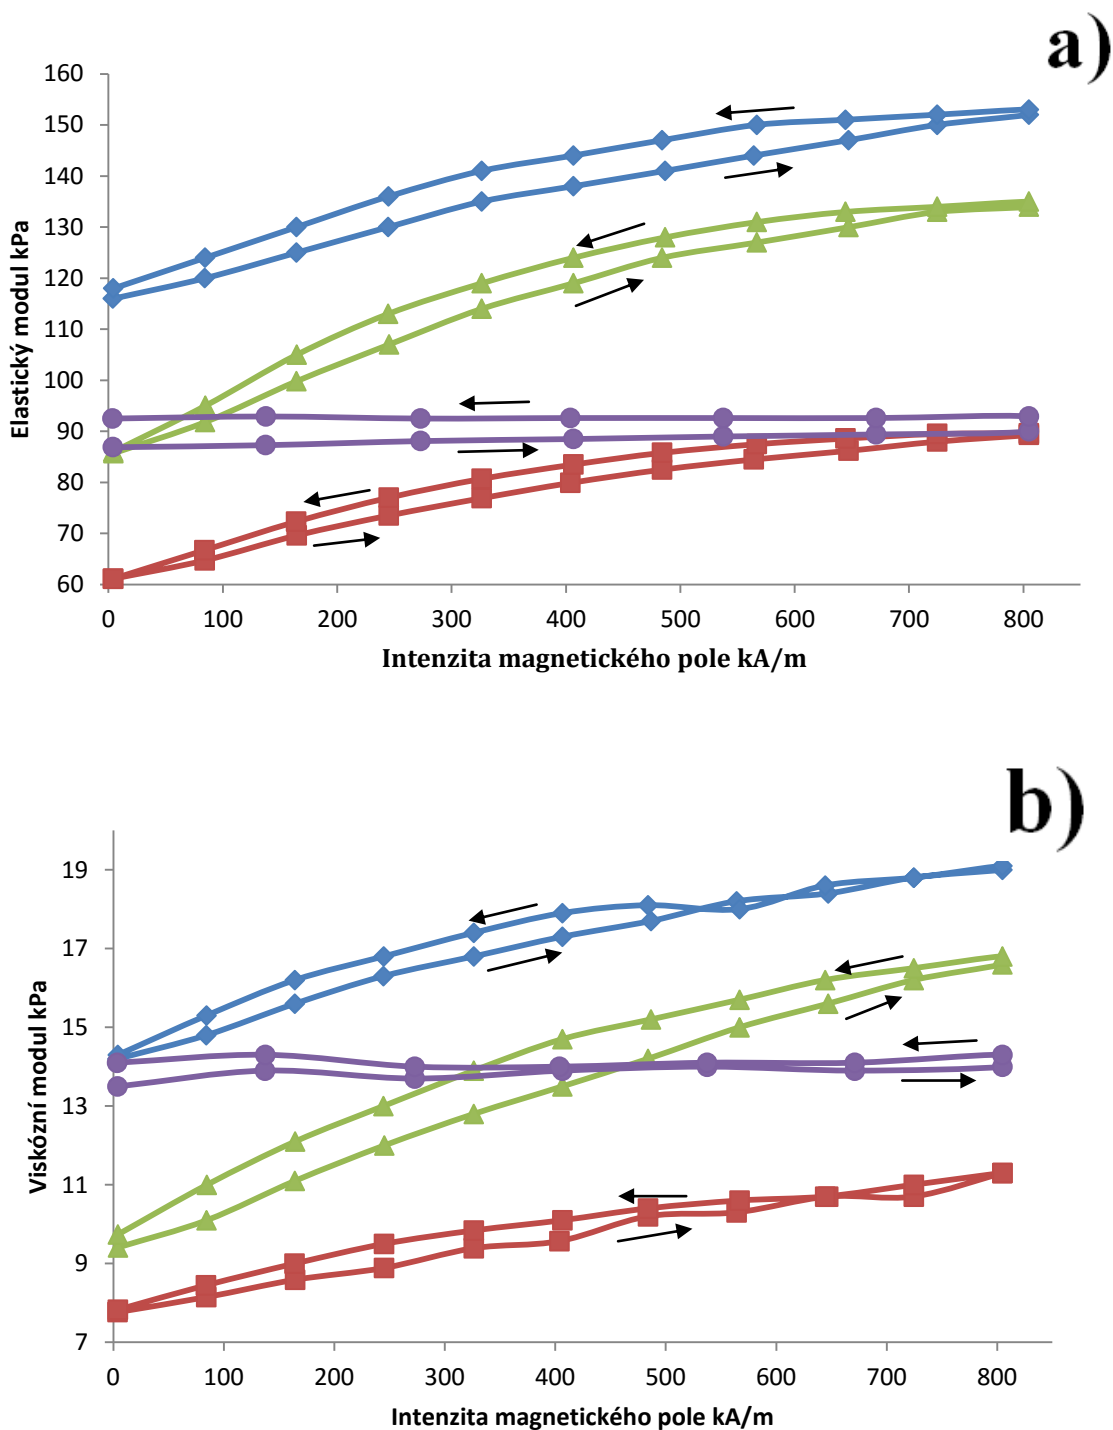 a)
160
150
140
130
120
110
100
90
80
70
60
Elastický modul kPa
0 100 200 300 400 500 600 700 800
Intenzita magnetického pole kA/m
b)
19
17
15
13
11
9
7
Viskózní modul kPa
0 100 200 300 400 500 600 700 800
Intenzita magnetického pole kA/m